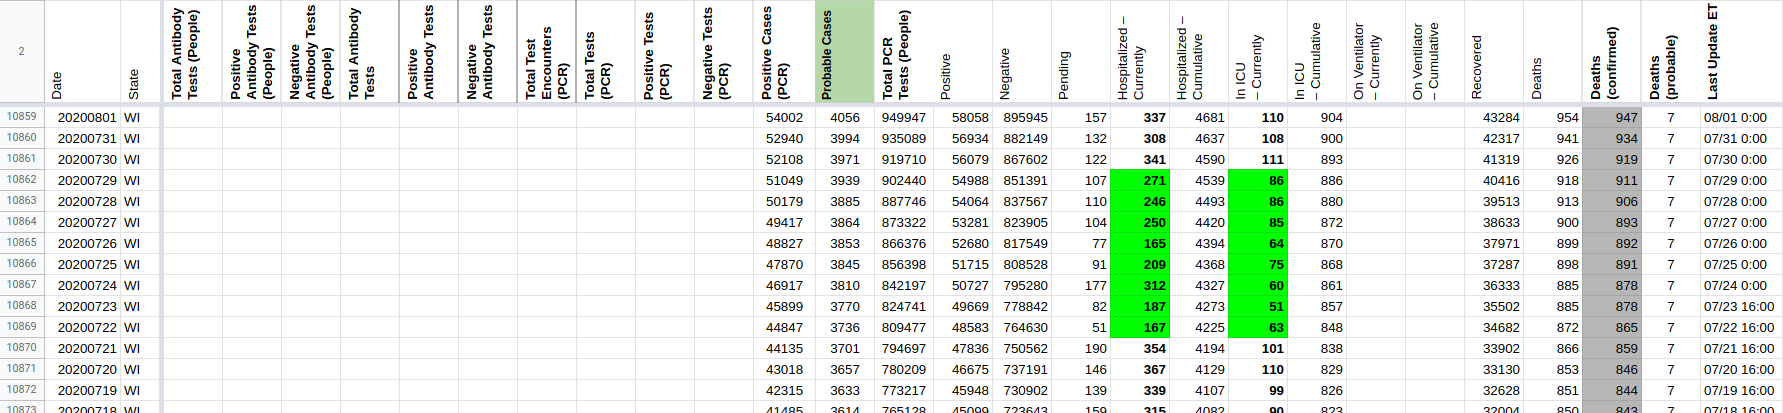 2 Date State Total Antibody Tests (People) Positive Antibody Tests (People) Negative Antibody Tests (People) Total Antibody Tests Positive Antibody Tests Negative Antibody Tests Total Test Encounters (PCR) Total Tests (PCR) Positive Tests (PCR) Negative Tests (PCR) Positive Cases (PCR) Probable Cases Total PCR Tests (People) Positive Negative Pending Hospitalized – Currently Hospitalized – Cumulative In ICU – Currently In ICU – Cumulative On Ventilator – Currently On Ventilator – Cumulative Recovered Deaths Deaths (confirmed) Deaths (probable) Last Update ET
10859 20200801 WI 54002 4056 949947 58058 895945 157 337 4681 110 904 43284 954 947 7 08/01 0:00
10860 20200731 WI 52940 3994 935089 56934 882149 132 308 4637 108 900 42317 941 934 7 07/31 0:00
10861 20200730 WI 52108 3971 919710 56079 867602 122 341 4590 111 893 41319 926 919 7 07/30 0:00
10862 20200729 WI 51049 3939 902440 54988 851391 107 271 4539 86 886 40416 918 911 7 07/29 0:00
10863 20200728 WI 50179 3885 887746 54064 837567 110 246 4493 86 880 39513 913 906 7 07/28 0:00
10864 20200727 WI 49417 3864 873322 53281 823905 104 250 4420 85 872 38633 900 893 7 07/27 0:00
10865 20200726 WI 48827 3853 866376 52680 817549 77 165 4394 64 870 37971 899 892 7 07/26 0:00
10866 20200725 WI 47870 3845 856398 51715 808528 91 209 4368 75 868 37287 898 891 7 07/25 0:00
10867 20200724 WI 46917 3810 842197 50727 795280 177 312 4327 60 861 36333 885 878 7 07/24 0:00
10868 20200723 WI 45899 3770 824741 49669 778842 82 187 4273 51 857 35502 885 878 7 07/23 16:00
10869 20200722 WI 44847 3736 809477 48583 764630 51 167 4225 63 848 34682 872 865 7 07/22 16:00
10870 20200721 WI 44135 3701 794697 47836 750562 190 354 4194 101 838 33902 866 859 7 07/21 16:00
10871 20200720 WI 43018 3657 780209 46675 737191 146 367 4129 110 829 33130 853 846 7 07/20 16:00
10872 20200719 WI 42315 3633 773217 45948 730902 139 339 4107 99 826 32628 851 844 7 07/19 16:00
10873 20200718 WI 41485 3614 765128 45099 723643 159 315 4082 90 823 32004 850 843 7 07/18 16:00